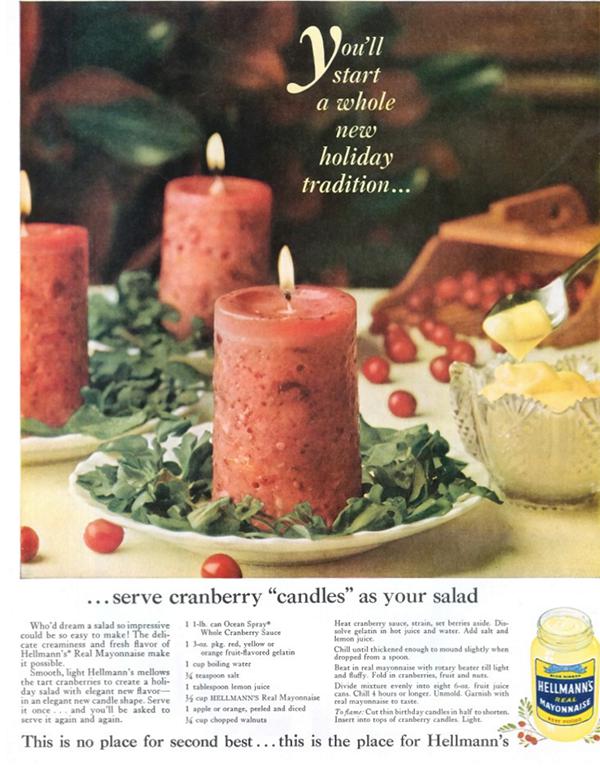 You'll
start
a whole
new
holiday
tradition...
...serve cranberry "candles" as your salad
Who'd dream a salad so impressive
could be so easy to make! The deli-
cate creaminess and fresh flavor of
Hellmann's® Real Mayonnaise make
it possible.
Smooth, light Hellmann's mellows
the tart cranberries to create a holi-
day salad with elegant new flavor—
in an elegant new candle shape. Serve
it once . . . and you'll be asked to
serve it again and again.
1 1-lb. can Ocean Spray®
Whole Cranberry Sauce
1 3-oz. pkg. red, yellow or
orange fruit-flavored gelatin
1 cup boiling water
¼ teaspoon salt
1 tablespoon lemon juice
½ cup HELLMANN'S Real Mayonnaise
1 apple or orange, peeled and diced
¼ cup chopped walnuts
Heat cranberry sauce, strain, set berries aside. Dis-
solve gelatin in hot juice and water. Add salt and
lemon juice.
Chill until thickened enough to mound slightly when
dropped from a spoon.
Beat in real mayonnaise with rotary beater till light
and fluffy. Fold in cranberries, fruit and nuts.
Divide mixture evenly into eight 6-oz. fruit juice
cans. Chill 4 hours or longer. Unmold. Garnish with
real mayonnaise to taste.
To flame: Cut thin birthday candles in half to shorten.
Insert into tops of cranberry candles. Light.
BLUE RIBBON
HELLMANN'S
REAL
MAYONNAISE
BEST FOODS
This is no place for second best...this is the place for Hellmann's